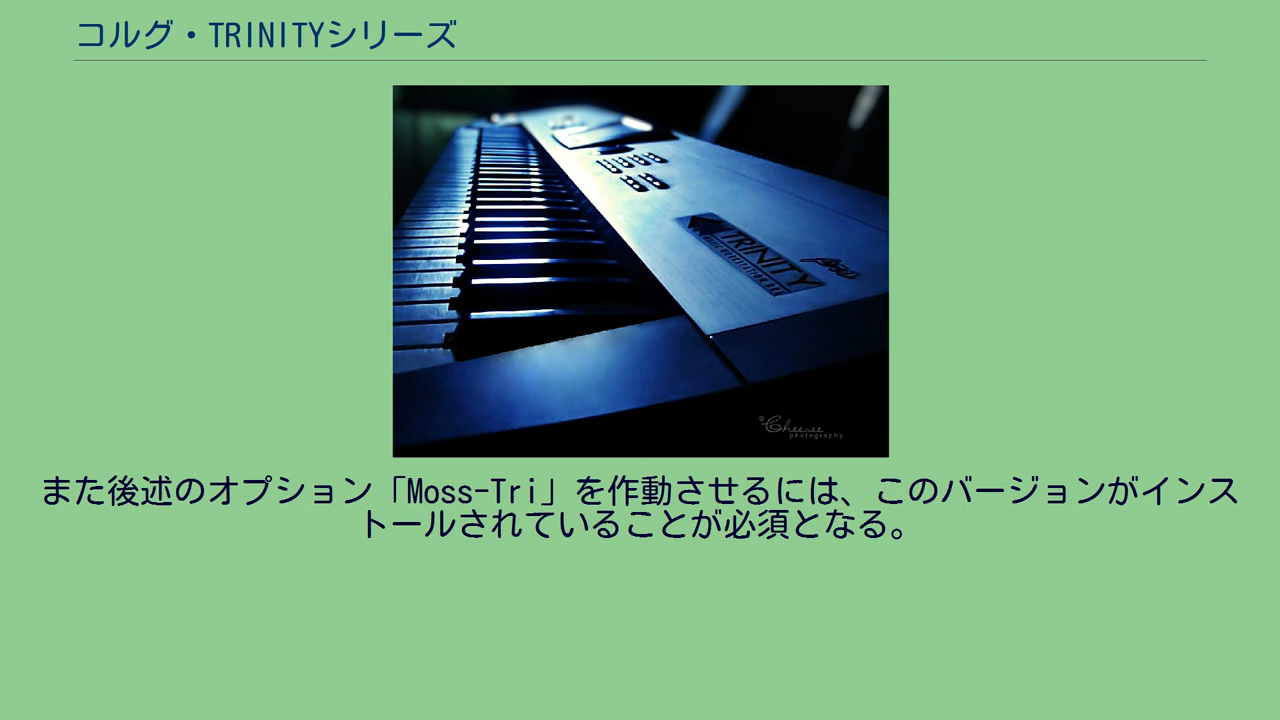 コルグ・TRINITYシリーズ
TRINITY
photography
また後述のオプション「Moss-Tri」を作動させるには、このバージョンがインス
トールされていることが必須となる。